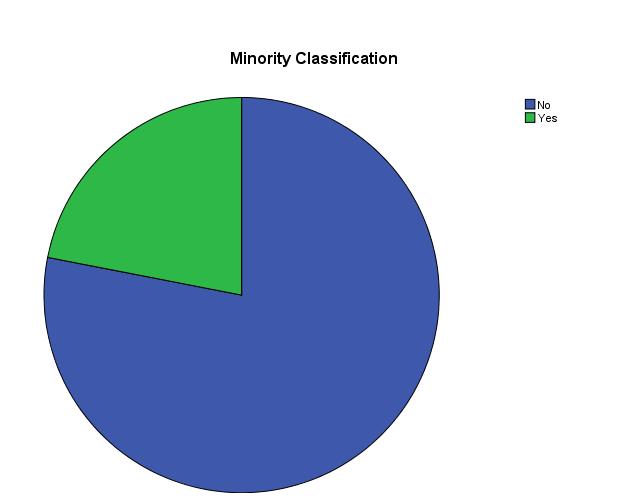 Minority Classification
No
Yes